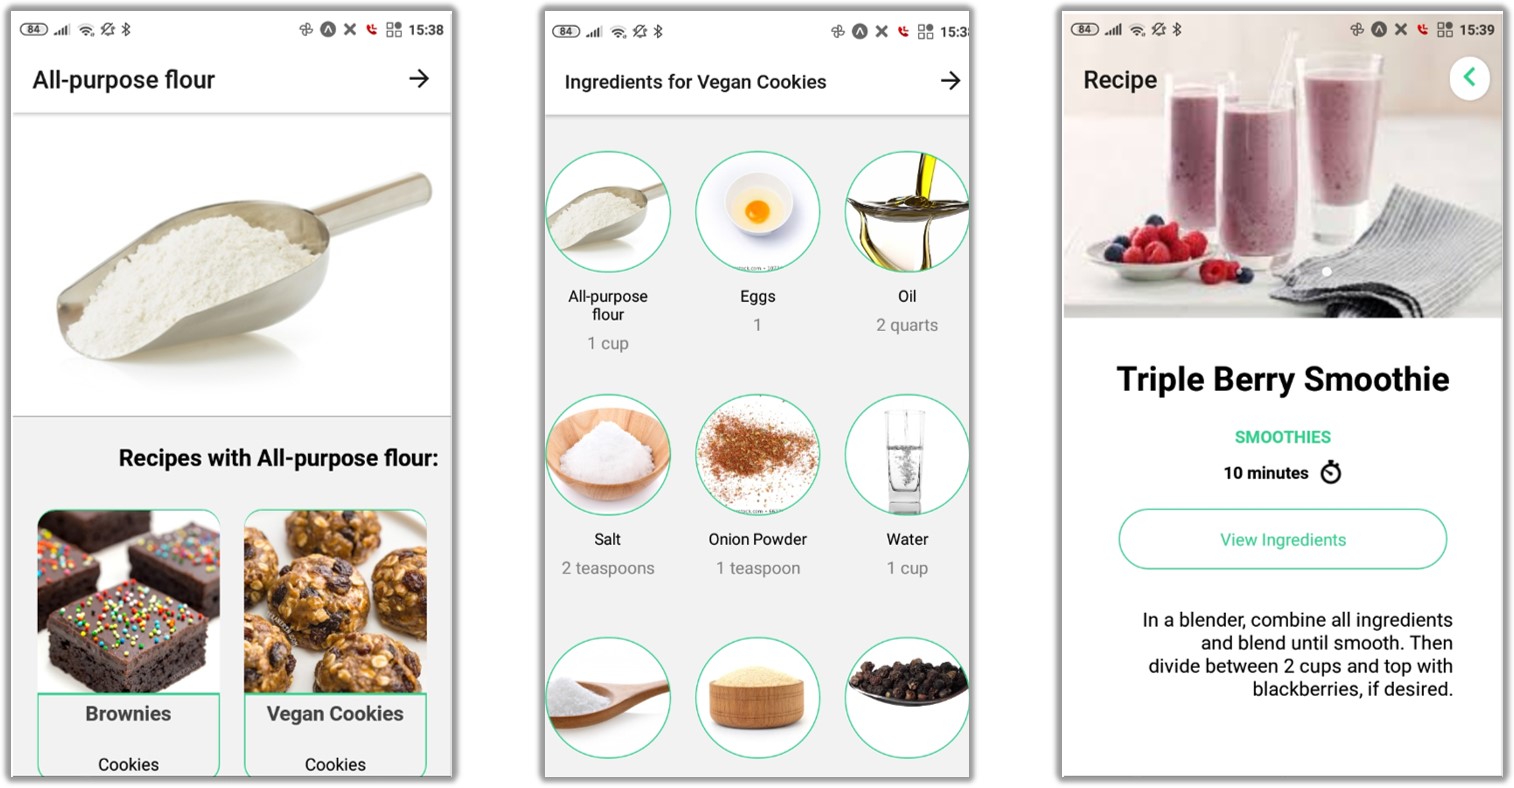 84
15:38
All-purpose flour
Recipes with All-purpose flour:
Brownies
Vegan Cookies
Cookies
Cookies
84
15:38
Ingredients for Vegan Cookies
All-purpose
flour
1 cup
Eggs
1
Oil
2 quarts
Salt
2 teaspoons
Onion Powder
1 teaspoon
Water
1 cup
84
15:39
Recipe
Triple Berry Smoothie
SMOOTHIES
10 minutes
View Ingredients
In a blender, combine all ingredients
and blend until smooth. Then
divide between 2 cups and top with
blackberries, if desired.